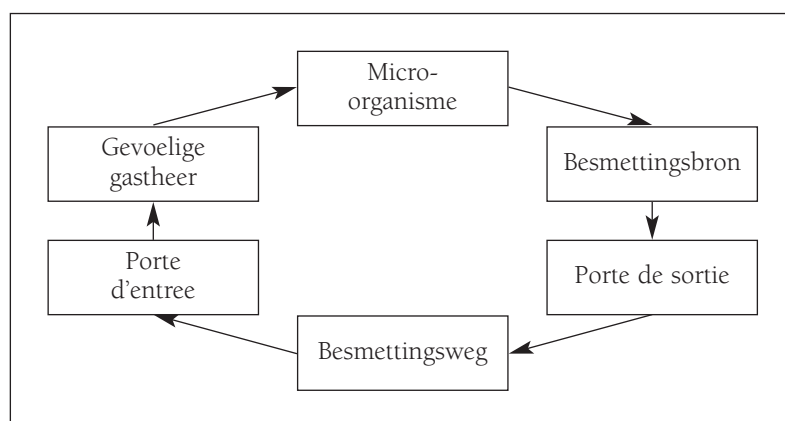 Micro-
organisme
Gevoelige
gastheer
Besmettingsbron
Porte
d'entree
Porte de sortie
Besmettingsweg